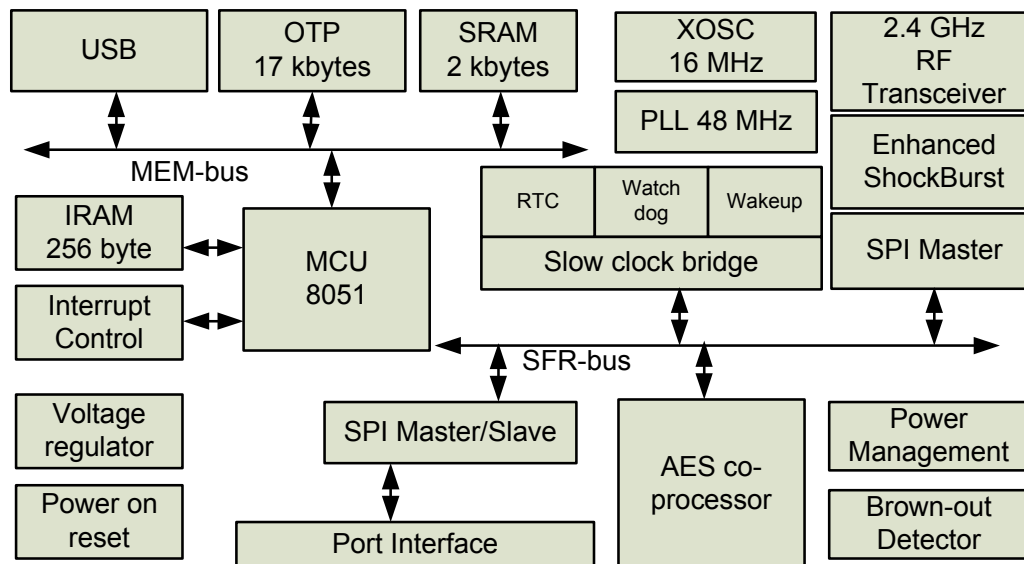 USB
OTP
17 kbytes
SRAM
2 kbytes
XOSC
16 MHz
2.4 GHz
RF
Transceiver
PLL 48 MHz
Enhanced
ShockBurst
MEM-bus
RTC
Watch
dog
Wakeup
IRAM
256 byte
MCU
8051
Slow clock bridge
SPI Master
Interrupt
Control
SFR-bus
Voltage
regulator
SPI Master/Slave
AES co-
processor
Power
Management
Power on
reset
Port Interface
Brown-out
Detector